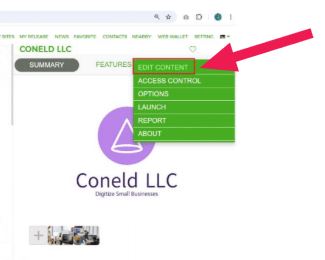 SITES MY RELEASE NEWS FAVORITE CONTACTS NEARBY WEB WALLET SETTING
CONELD LLC
SUMMARY
FEATURES
EDIT CONTENT
ACCESS CONTROL
OPTIONS
LAUNCH
REPORT
ABOUT
Coneld LLC
Digitize Small Businesses